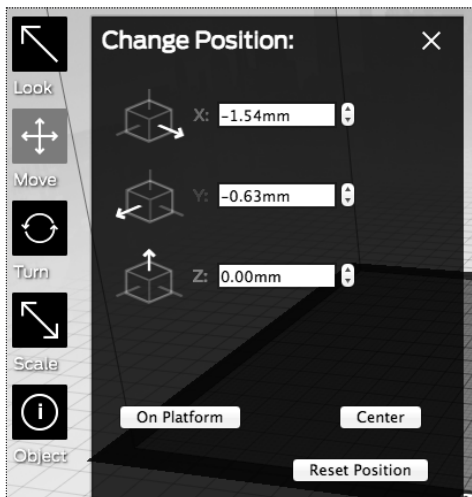 Change Position:
Look
X: -1.54mm
Move
Y: -0.63mm
Turn
Z: 0.00mm
Scale
On Platform
Center
Object
Reset Position